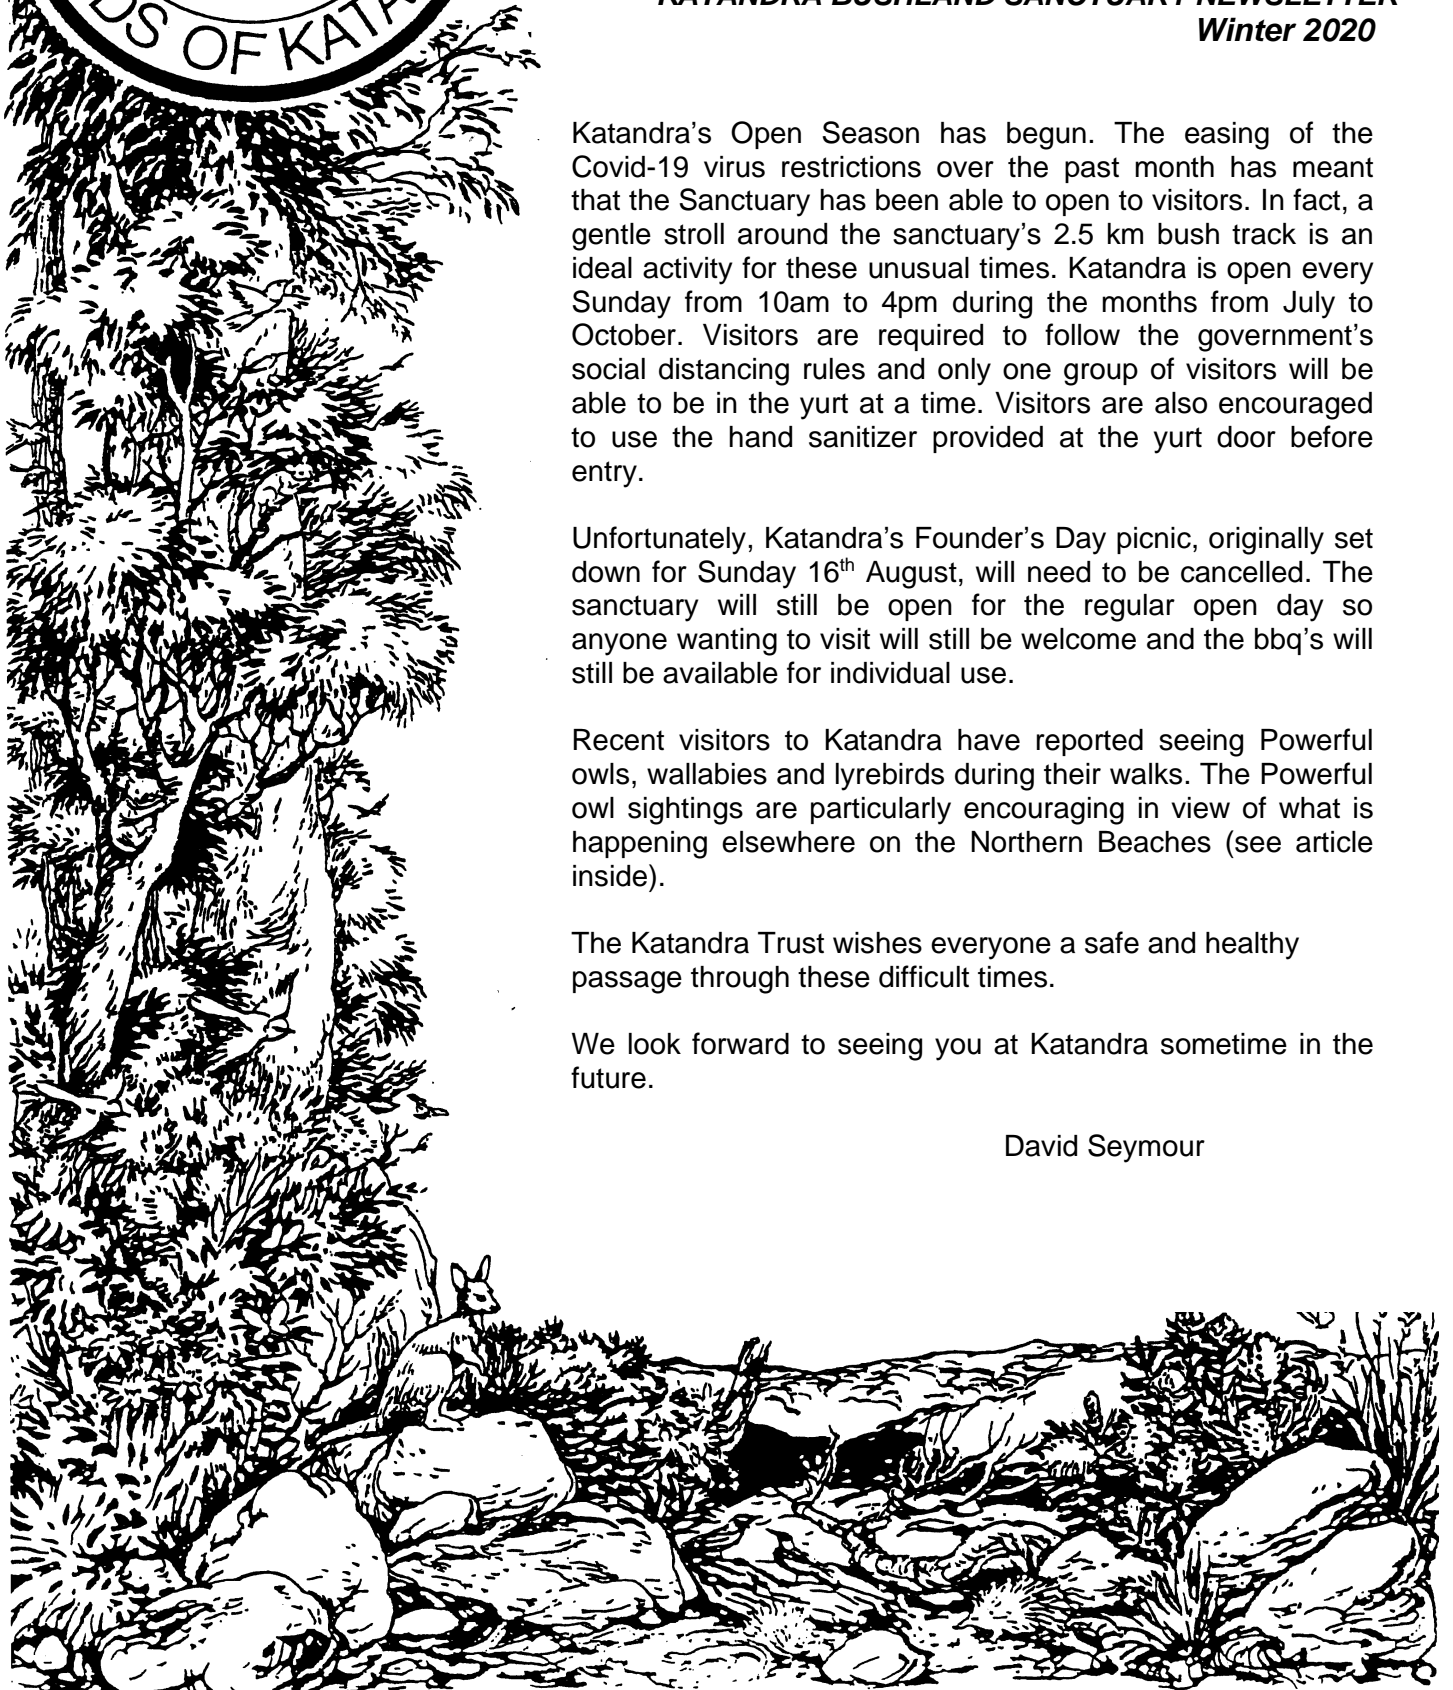 DS OF KATA
KATANDRA BUSHLAND SANCTUARY NEWSLETTER
Winter 2020
Katandra’s Open Season has begun. The easing of the
Covid-19 virus restrictions over the past month has meant
that the Sanctuary has been able to open to visitors. In fact, a
gentle stroll around the sanctuary’s 2.5 km bush track is an
ideal activity for these unusual times. Katandra is open every
Sunday from 10am to 4pm during the months from July to
October. Visitors are required to follow the government’s
social distancing rules and only one group of visitors will be
able to be in the yurt at a time. Visitors are also encouraged
to use the hand sanitizer provided at the yurt door before
entry.
Unfortunately, Katandra’s Founder’s Day picnic, originally set
down for Sunday 16th August, will need to be cancelled. The
sanctuary will still be open for the regular open day so
anyone wanting to visit will still be welcome and the bbq’s will
still be available for individual use.
Recent visitors to Katandra have reported seeing Powerful
owls, wallabies and lyrebirds during their walks. The Powerful
owl sightings are particularly encouraging in view of what is
happening elsewhere on the Northern Beaches (see article
inside).
The Katandra Trust wishes everyone a safe and healthy
passage through these difficult times.
We look forward to seeing you at Katandra sometime in the
future.
David Seymour